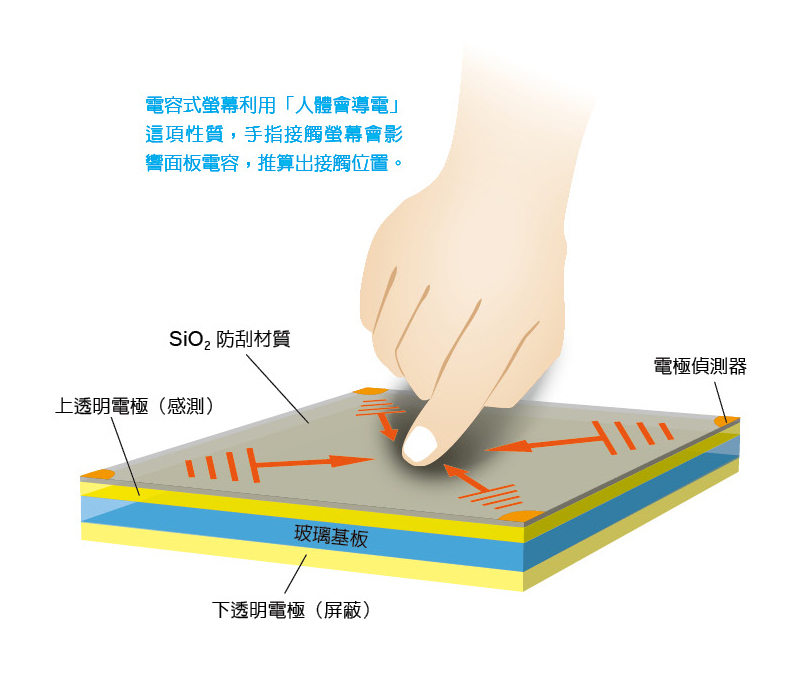 電容式螢幕利用「人體會導電」
這項性質，手指接觸螢幕會影
響面板電容，推算出接觸位置。
SiO₂ 防刮材質
電極偵測器
上透明電極（感測）
玻璃基板
下透明電極（屏蔽）